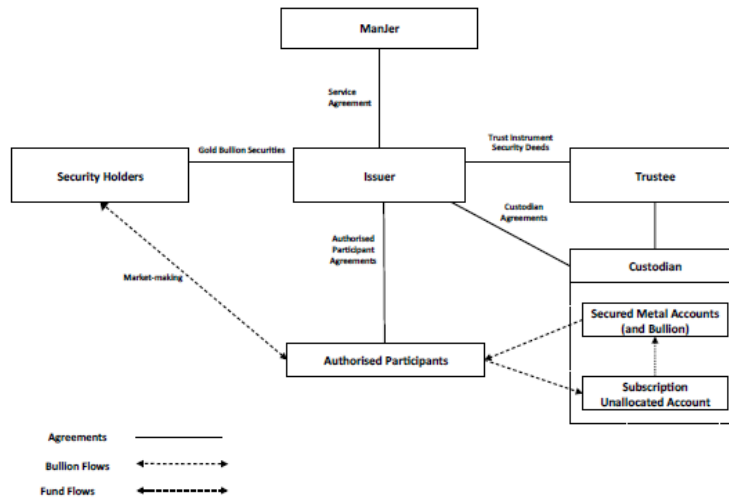 ManJer
Service
Agreement
Gold Bullion Securities
Trust Instrument
Security Deeds
Security Holders
Issuer
Trustee
Custodian
Agreements
Authorised
Participant
Agreements
Custodian
Market-making
Secured Metal Accounts
(and Bullion)
Authorised Participants
Subscription
Unallocated Account
Agreements
Bullion Flows
Fund Flows